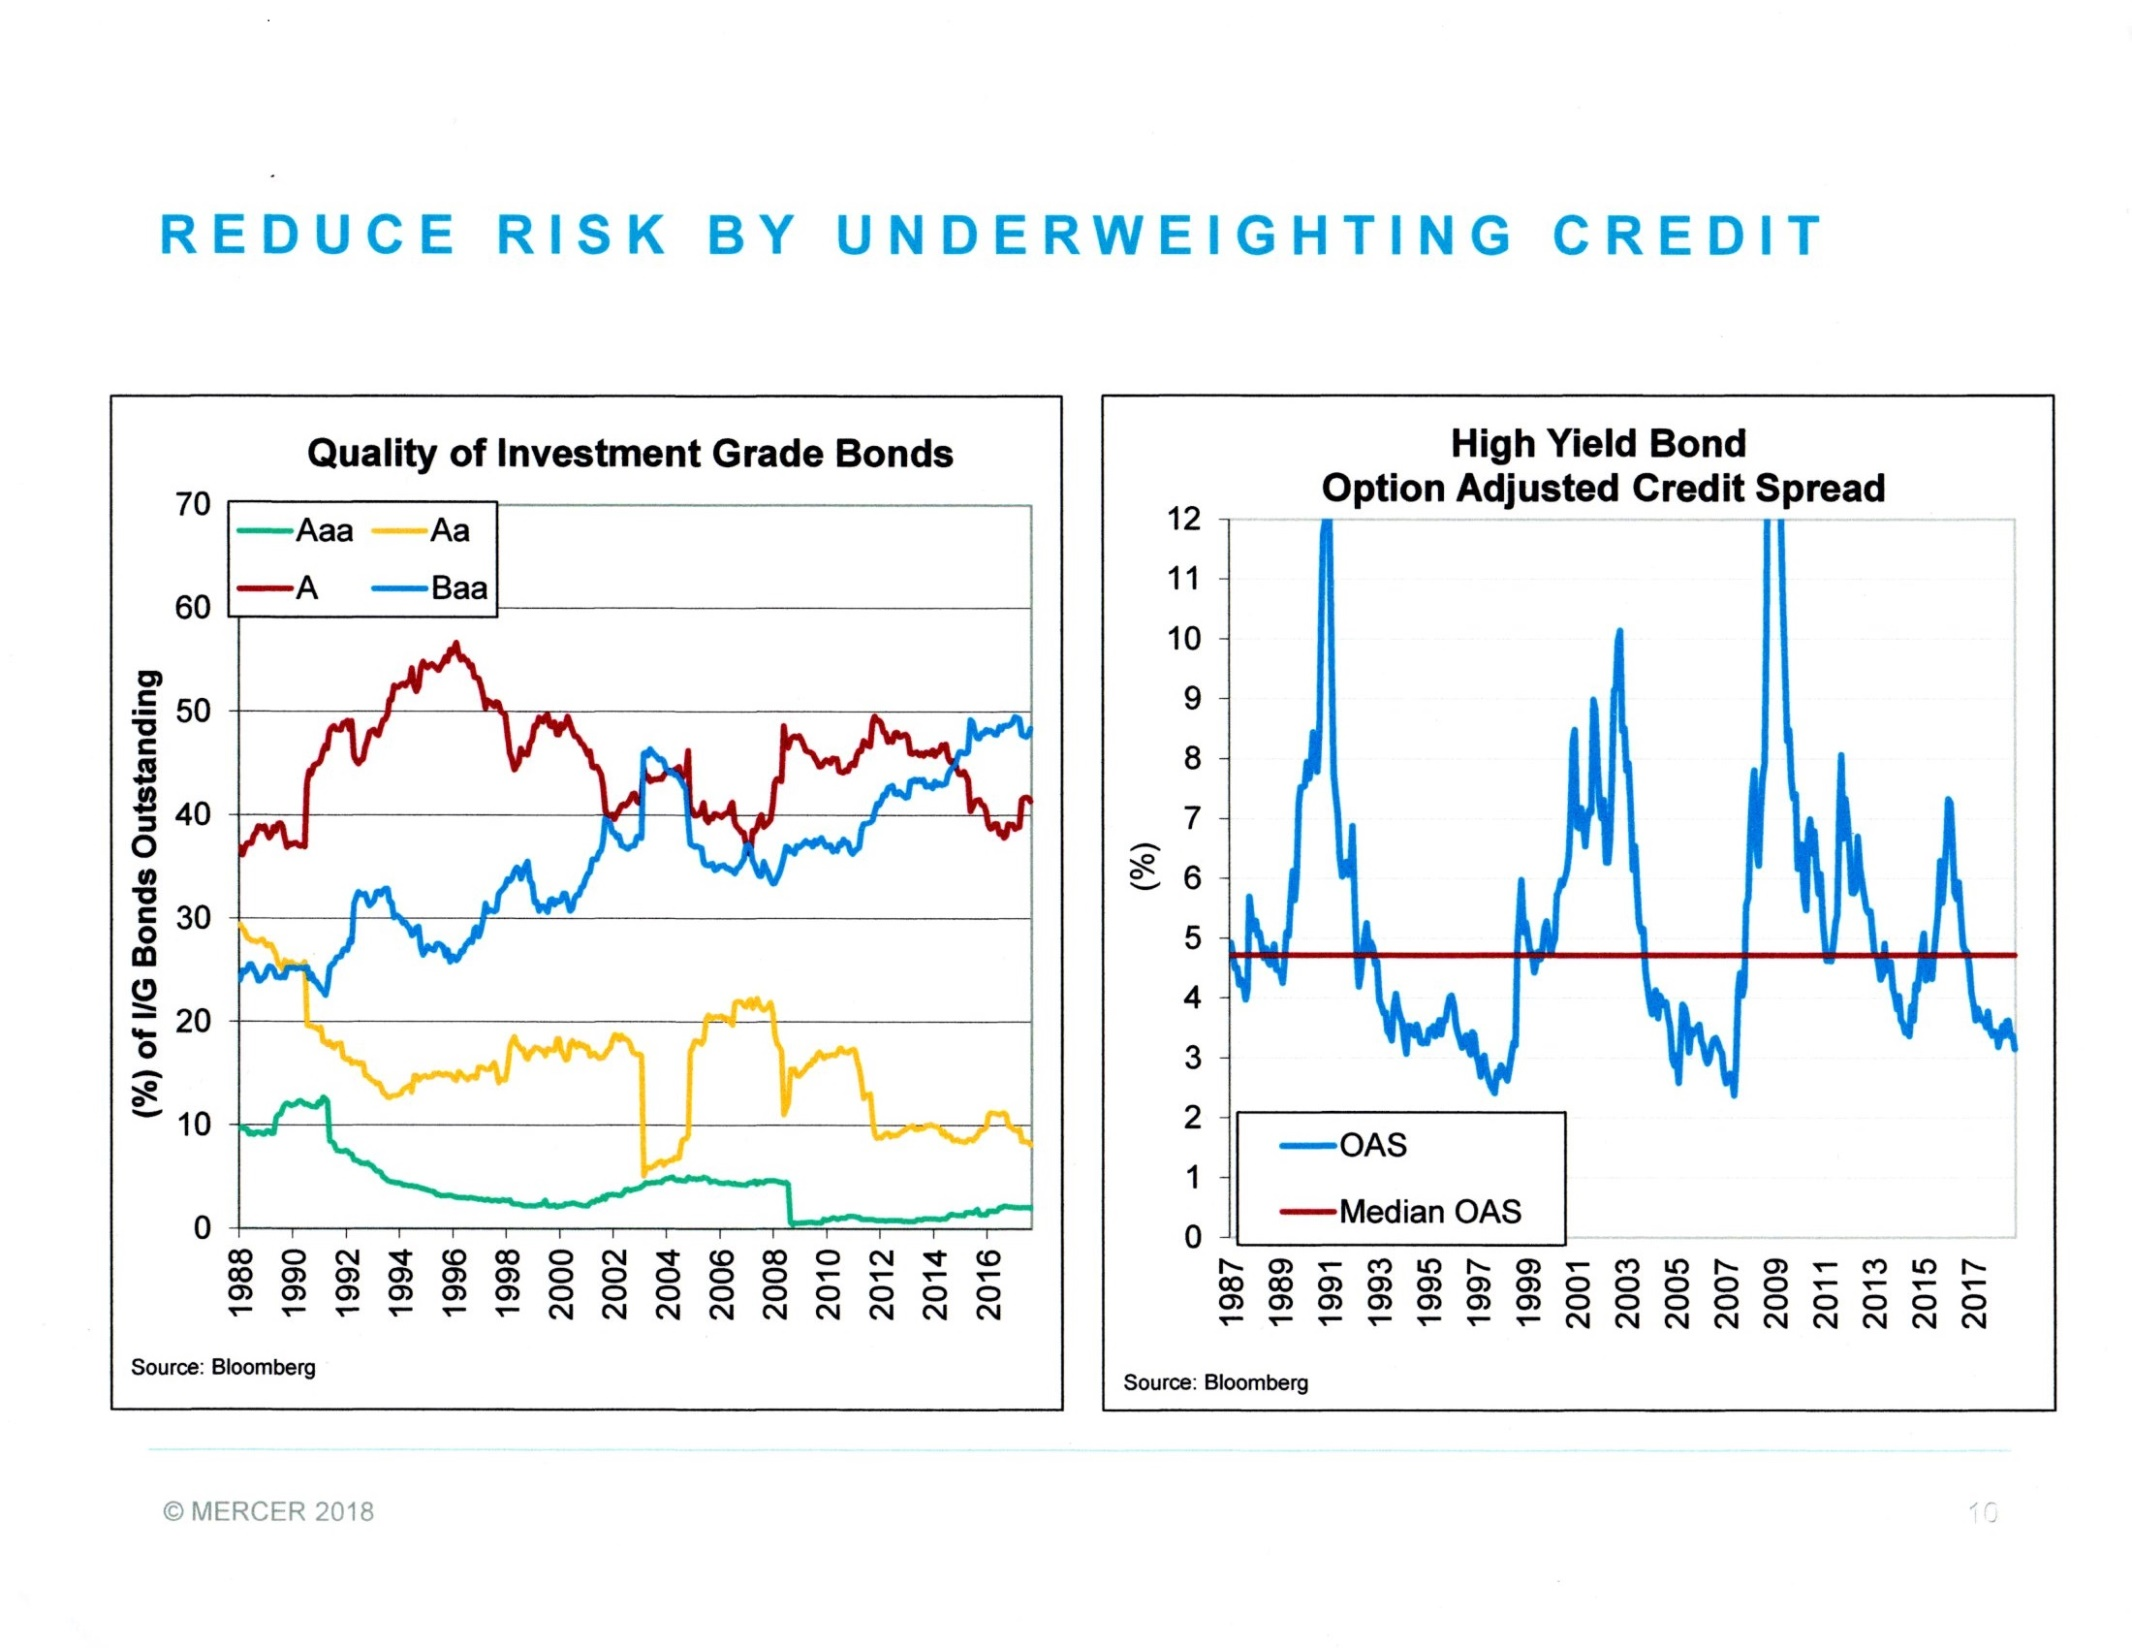 REDUCE RISK BY UNDERWEIGHTING CREDIT
Quality of Investment Grade Bonds
70
60
50
40
30
20
10
0
(%) of I/G Bonds Outstanding
Aaa Aa
A Baa
1988 1990 1992 1994 1996 1998 2000 2002 2004 2006 2008 2010 2012 2014 2016
Source: Bloomberg
High Yield Bond
Option Adjusted Credit Spread
12
11
10
9
8
7
6
5
4
3
2
1
0
(%)
OAS
Median OAS
1987 1989 1991 1993 1995 1997 1999 2001 2003 2005 2007 2009 2011 2013 2015 2017
Source: Bloomberg
© MERCER 2018
10